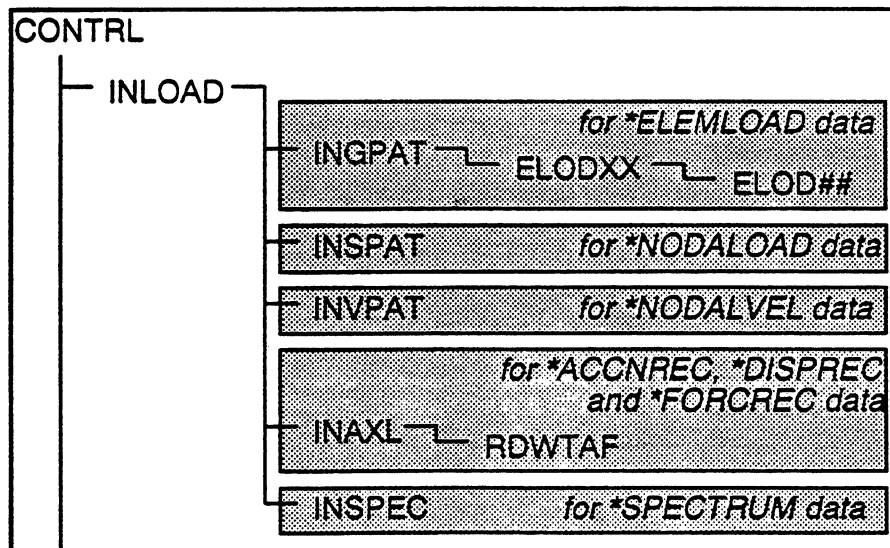 CONTRL
INLOAD
for *ELEMLOAD data
INGPAT ELODXX ELOD##
INSPAT for *NODALOAD data
INVPAT for *NODALVEL data
for *ACCNREC, *DISPREC
and *FORCREC data
INAXL RDWTAF
INSPEC for *SPECTRUM data